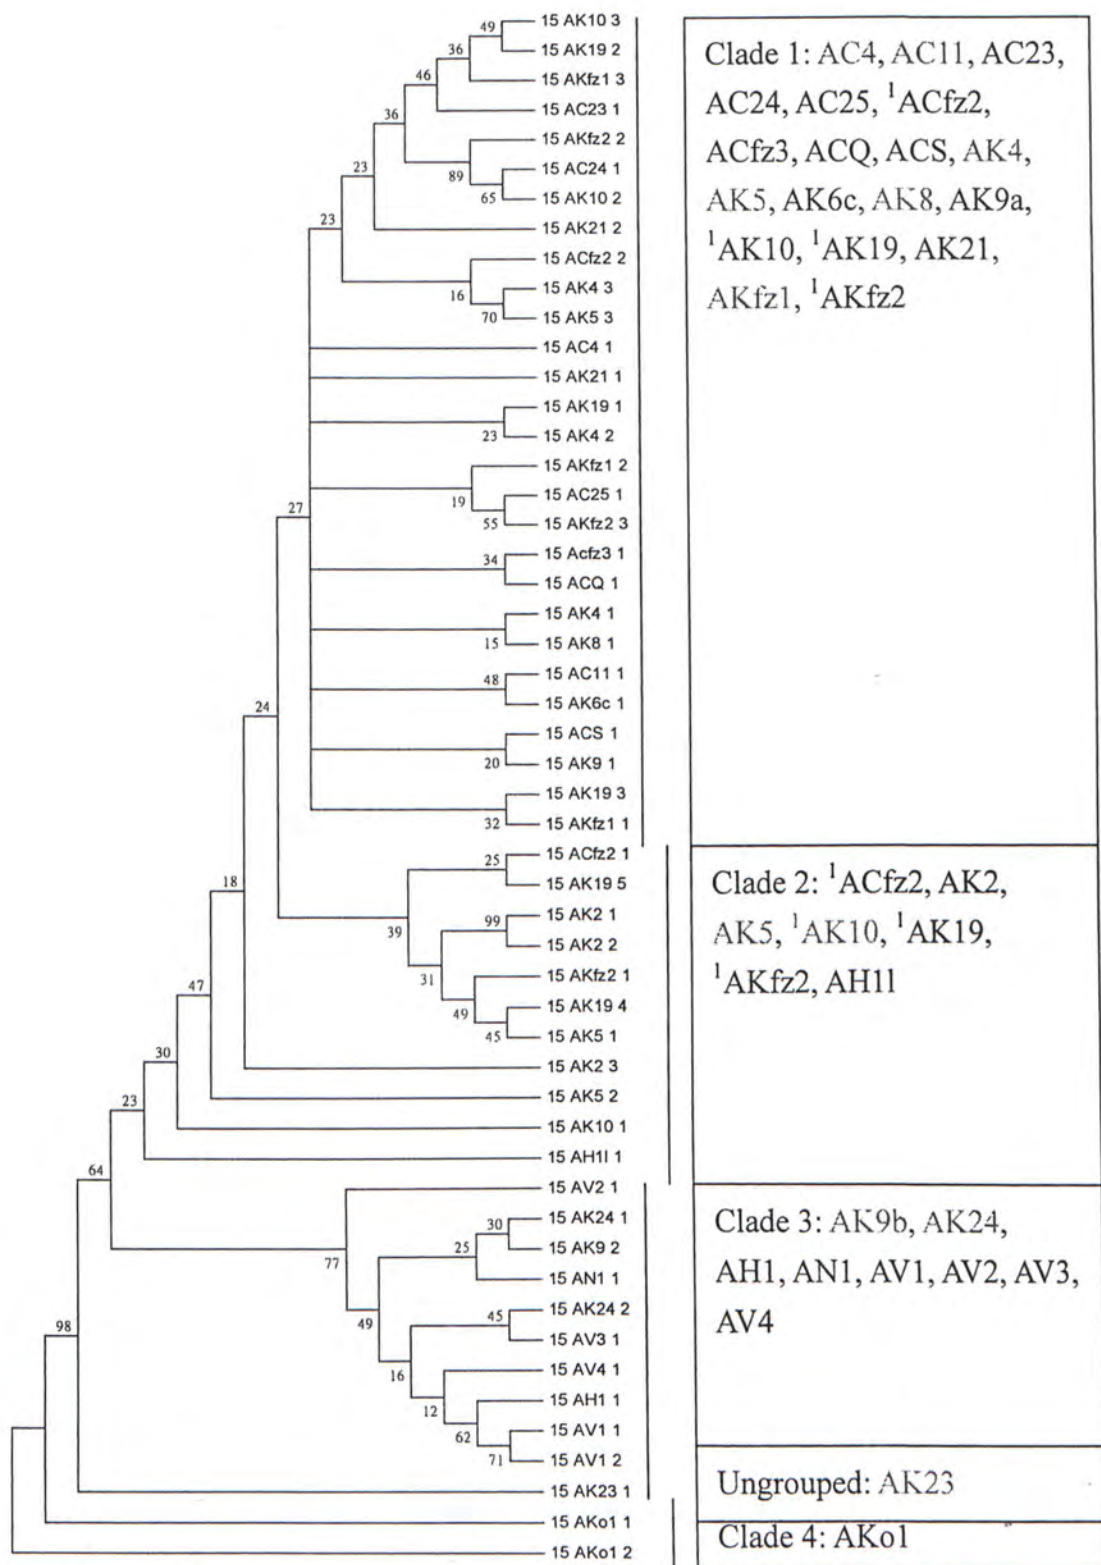 15 AK10 3
49
15 AK19 2
36
15 AKfz1 3
46
15 AC23 1
36
15 AKfz2 2
89
15 AC24 1
65
15 AK10 2
23
15 AK21 2
23
15 ACfz2 2
16
15 AK4 3
70
15 AK5 3
15 AC4 1
15 AK21 1
15 AK19 1
23
15 AK4 2
15 AKfz1 2
19
15 AC25 1
55
15 AKfz2 3
27
15 Acfz3 1
34
15 ACQ 1
15 AK4 1
15
15 AK8 1
15 AC11 1
48
15 AK6c 1
24
15 ACS 1
20
15 AK9 1
15 AK19 3
32
15 AKfz1 1
15 ACfz2 1
25
15 AK19 5
18
39
15 AK2 1
99
15 AK2 2
31
15 AKfz2 1
49
15 AK19 4
45
15 AK5 1
47
15 AK2 3
30
15 AK5 2
23
15 AK10 1
15 AH1l 1
64
15 AV2 1
77
15 AK24 1
30
15 AK9 2
25
15 AN1 1
49
15 AK24 2
45
15 AV3 1
16
15 AV4 1
12
15 AH1 1
62
15 AV1 1
71
15 AV1 2
98
15 AK23 1
15 AKo1 1
15 AKo1 2
Clade 1: AC4, AC11, AC23,
AC24, AC25, ¹ACfz2,
ACfz3, ACQ, ACS, AK4,
AK5, AK6c, AK8, AK9a,
¹AK10, ¹AK19, AK21,
AKfz1, ¹AKfz2
Clade 2: ¹ACfz2, AK2,
AK5, ¹AK10, ¹AK19,
¹AKfz2, AH1l
Clade 3: AK9b, AK24,
AH1, AN1, AV1, AV2, AV3,
AV4
Ungrouped: AK23
Clade 4: AKo1